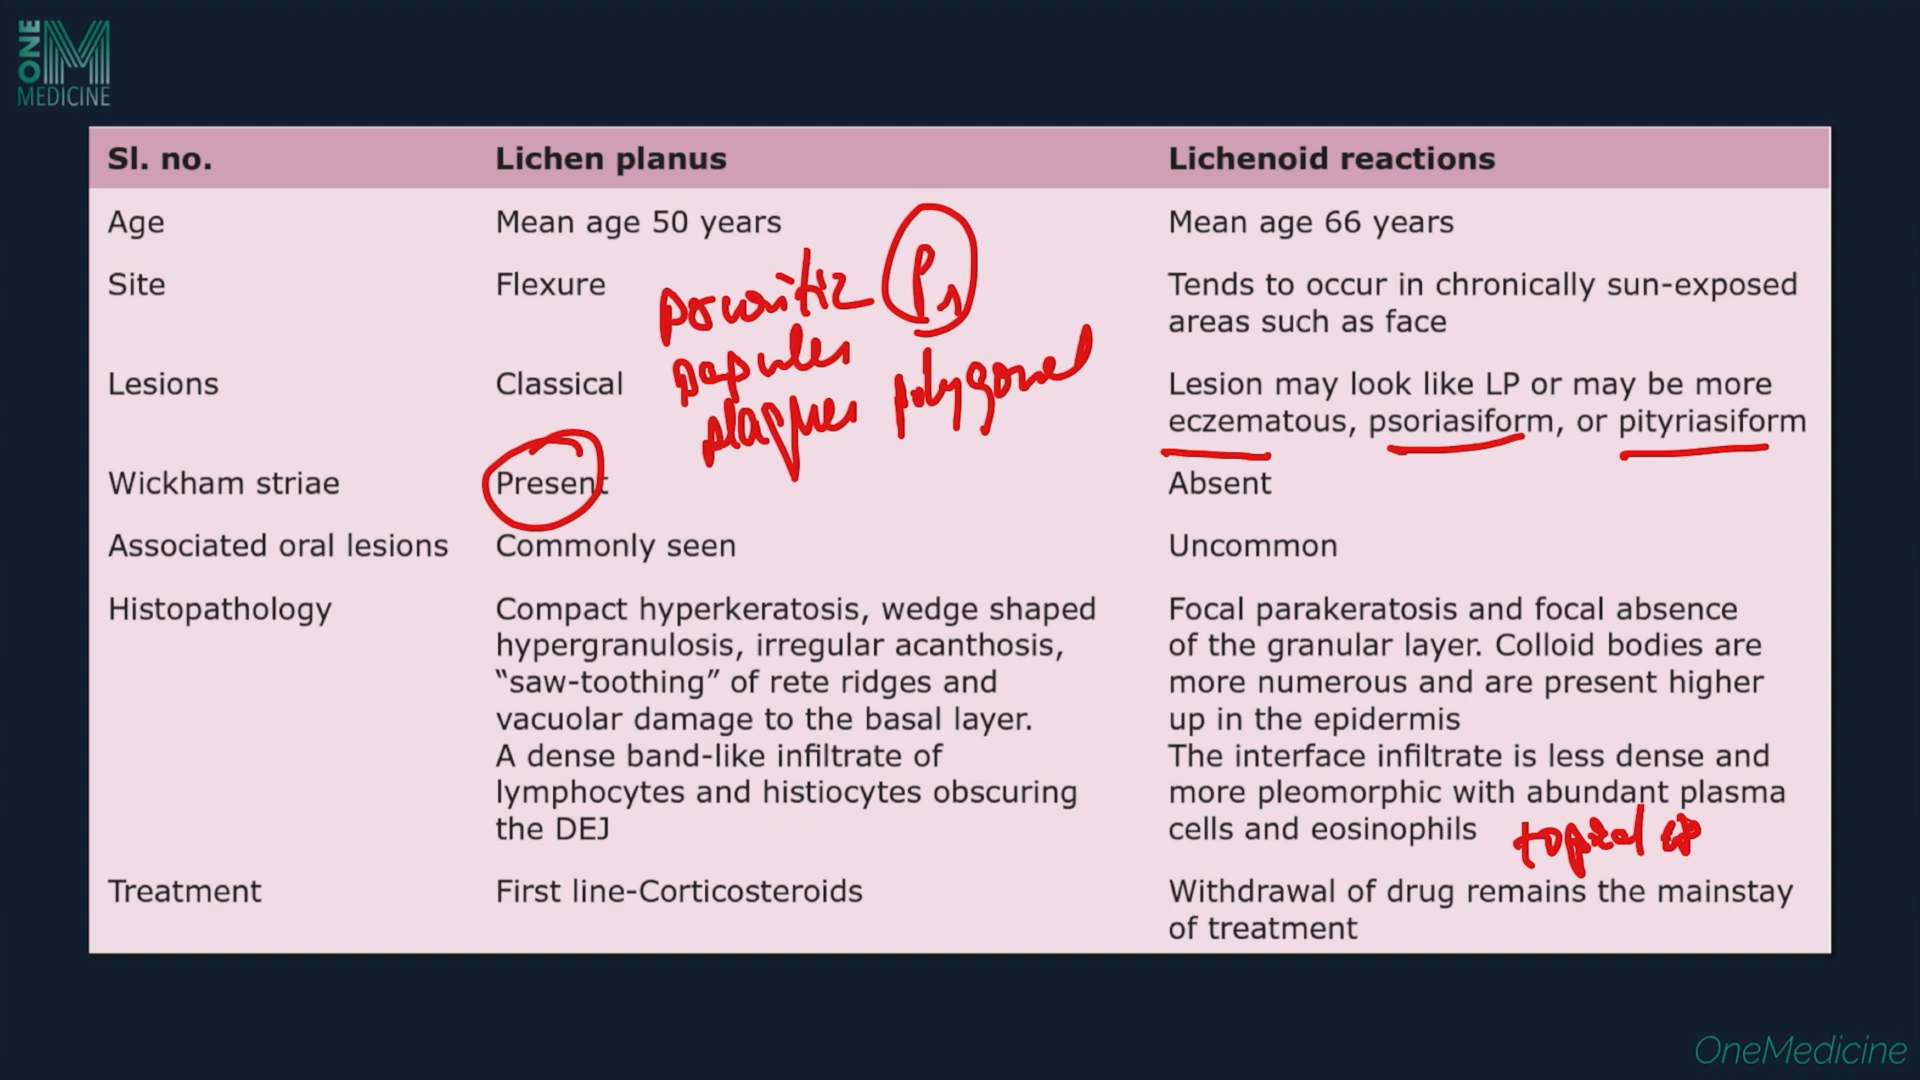 ONE
MEDICINE
Sl. no. Lichen planus Lichenoid reactions
Age Mean age 50 years Mean age 66 years
Site Flexure Tends to occur in chronically sun-exposed
areas such as face
Ps
papules
plaques polygonal
Lesions Classical Lesion may look like LP or may be more
eczematous, psoriasiform, or pityriasiform
Wickham striae Present Absent
Associated oral lesions Commonly seen Uncommon
Histopathology Compact hyperkeratosis, wedge shaped Focal parakeratosis and focal absence
hypergranulosis, irregular acanthosis, of the granular layer. Colloid bodies are
“saw-toothing” of rete ridges and more numerous and are present higher
vacuolar damage to the basal layer. up in the epidermis
A dense band-like infiltrate of The interface infiltrate is less dense and
lymphocytes and histiocytes obscuring more pleomorphic with abundant plasma
the DEJ cells and eosinophils topical
Treatment First line-Corticosteroids Withdrawal of drug remains the mainstay
of treatment
OneMedicine